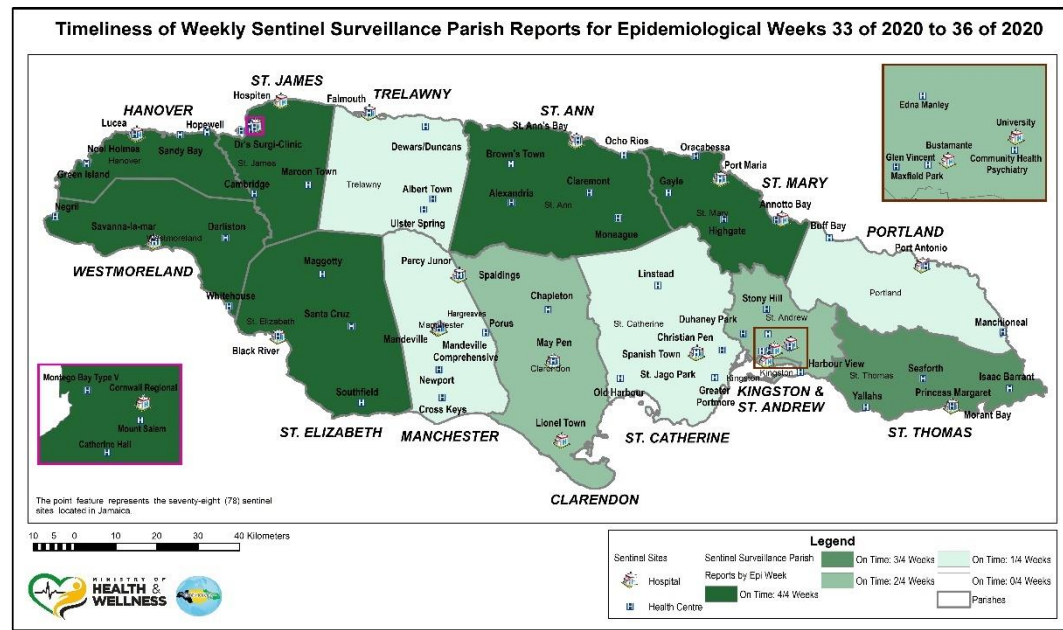 Timeliness of Weekly Sentinel Surveillance Parish Reports for Epidemiological Weeks 33 of 2020 to 36 of 2020
ST. JAMES
Hospiten
TRELAWNY
Falmouth
HANOVER
Lucea
Hopewell
ST. ANN
St. Ann's Bay
Edna Manley
University
Bustamante
Glen Vincent
Community Health
Psychiatry
Maxfield Park
Noel Holmes
Hanover
Sandy Bay
Green Island
Dr's Surgi-Clinic
St. James
Maroon Town
Cambridge
Dewars/Duncans
Trelawny
Albert Town
Ulster Spring
Brown's Town
Ocho Rios
Oracabessa
Port Maria
Alexandria
Claremont
St. Ann
Moneague
Gayle
ST. MARY
St. Mary
Highgate
Annotto Bay
Buff Bay
PORTLAND
Port Antonio
Negril
Savanna-la-mar
Westmoreland
Darliston
WESTMORELAND
Whitehouse
Maggotty
St. Elizabeth
Santa Cruz
Black River
Southfield
ST. ELIZABETH
Percy Junor
Spaldings
Hargreaves
Manchester
Mandeville
Porus
Mandeville
Comprehensive
Newport
Cross Keys
MANCHESTER
Chapleton
May Pen
Clarendon
Lionel Town
CLARENDON
Linstead
St. Catherine
Duhaney Park
Christian Pen
Spanish Town
St. Jago Park
Old Harbour
Greater
Portmore
ST. CATHERINE
Stony Hill
St. Andrew
Kingston
Kingston
Harbour View
KINGSTON &
ST. ANDREW
Portland
Manchioneal
St. Thomas
Seaforth
Isaac Barrant
Yallahs
Princess Margaret
Morant Bay
ST. THOMAS
Montego Bay Type V
Cornwall Regional
Mount Salem
Catherine Hall
The point feature represents the seventy-eight (78) sentinel
sites located in Jamaica.
10 5 0 10 20 30 40 Kilometers
MINISTRY OF
HEALTH &
WELLNESS
Legend
Sentinel Sites
Hospital
Health Centre
Sentinel Surveillance Parish
Reports by Epi Week
On Time: 4/4 Weeks
On Time: 3/4 Weeks
On Time: 2/4 Weeks
On Time: 1/4 Weeks
On Time: 0/4 Weeks
Parishes